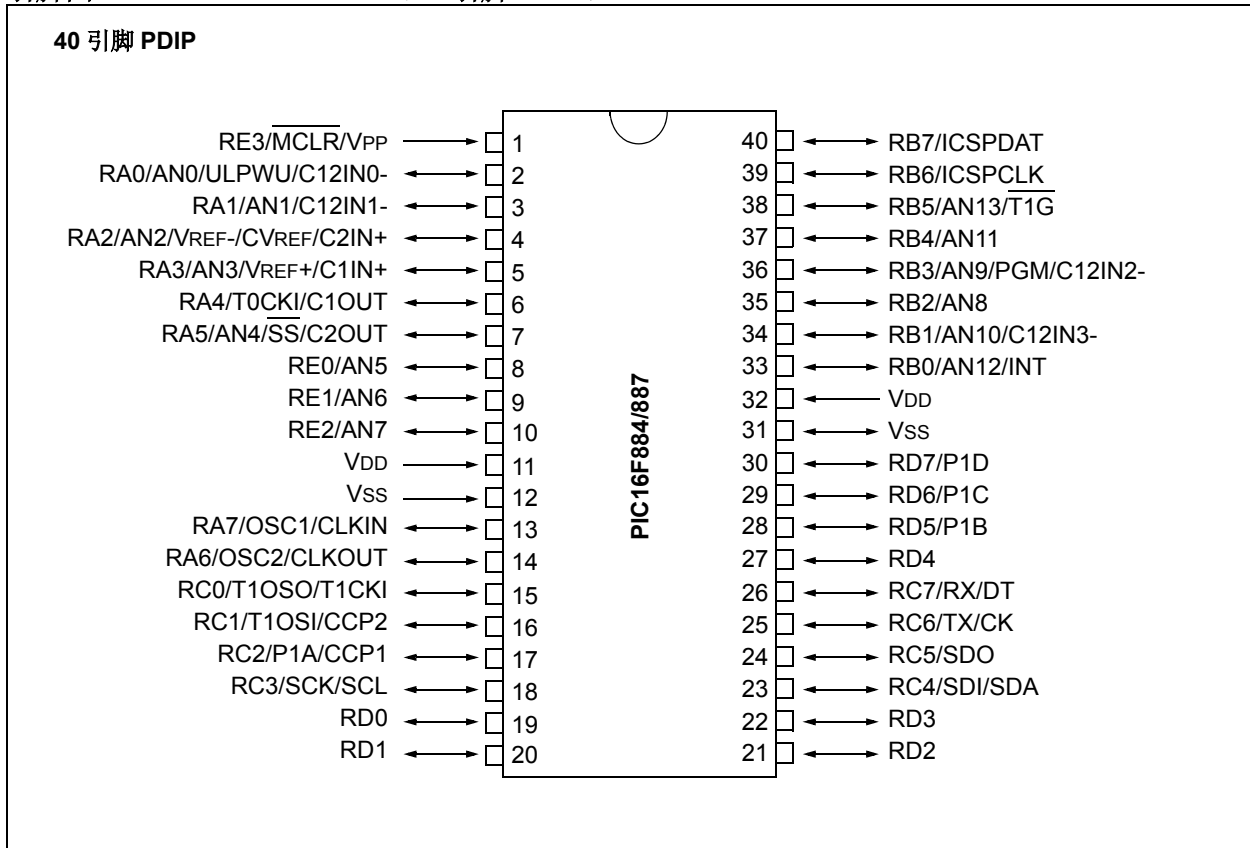 40 引脚 PDIP
RE3/MCLR/VPP 1
RA0/AN0/ULPWU/C12IN0- 2
RA1/AN1/C12IN1- 3
RA2/AN2/VREF-/CVREF/C2IN+ 4
RA3/AN3/VREF+/C1IN+ 5
RA4/T0CKI/C1OUT 6
RA5/AN4/SS/C2OUT 7
RE0/AN5 8
RE1/AN6 9
RE2/AN7 10
VDD 11
VSS 12
RA7/OSC1/CLKIN 13
RA6/OSC2/CLKOUT 14
RC0/T1OSO/T1CKI 15
RC1/T1OSI/CCP2 16
RC2/P1A/CCP1 17
RC3/SCK/SCL 18
RD0 19
RD1 20
PIC16F884/887
40 RB7/ICSPDAT
39 RB6/ICSPCLK
38 RB5/AN13/T1G
37 RB4/AN11
36 RB3/AN9/PGM/C12IN2-
35 RB2/AN8
34 RB1/AN10/C12IN3-
33 RB0/AN12/INT
32 VDD
31 VSS
30 RD7/P1D
29 RD6/P1C
28 RD5/P1B
27 RD4
26 RC7/RX/DT
25 RC6/TX/CK
24 RC5/SDO
23 RC4/SDI/SDA
22 RD3
21 RD2